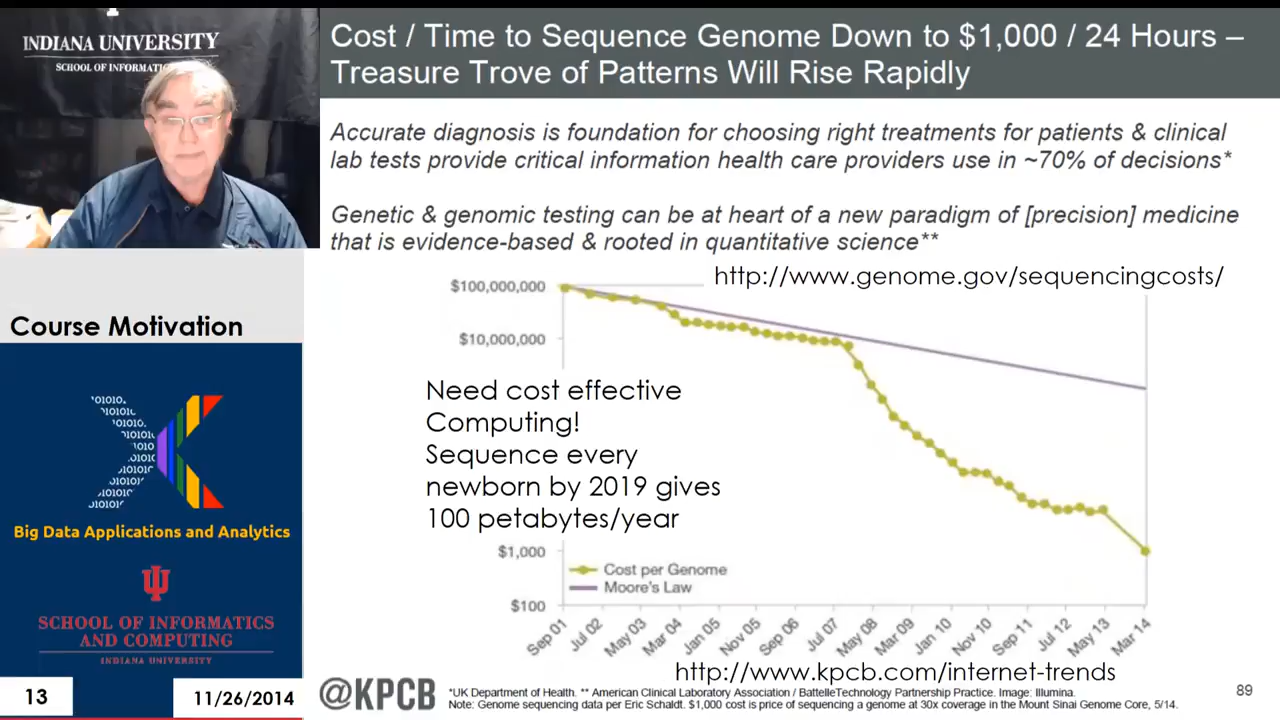 INDIANA UNIVERSITY
SCHOOL OF INFORMATIC
Cost / Time to Sequence Genome Down to $1,000 / 24 Hours –
Treasure Trove of Patterns Will Rise Rapidly
Accurate diagnosis is foundation for choosing right treatments for patients & clinical
lab tests provide critical information health care providers use in ~70% of decisions*
Genetic & genomic testing can be at heart of a new paradigm of [precision] medicine
that is evidence-based & rooted in quantitative science**
http://www.genome.gov/sequencingcosts/
$100,000,000
$10,000,000
Need cost effective
Computing!
Sequence every
newborn by 2019 gives
100 petabytes/year
$1,000
$100
Cost per Genome
Moore's Law
Sep 01
Jul 02
May 03
Mar 04
Jan 05
Nov 05
Sep 06
Jul 07
May 08
Mar 09
Jan 10
Nov 10
Sep 11
Jul 12
May 13
Mar 14
http://www.kpcb.com/internet-trends
Course Motivation
Big Data Applications and Analytics
SCHOOL OF INFORMATICS
AND COMPUTING
INDIANA UNIVERSITY
13
11/26/2014
@KPCB
*UK Department of Health. ** American Clinical Laboratory Association / BattelleTechnology Partnership Practice. Image: Illumina.
Note: Genome sequencing data per Eric Schaldt. $1,000 cost is price of sequencing a genome at 30x coverage in the Mount Sinai Genome Core, 5/14.
89